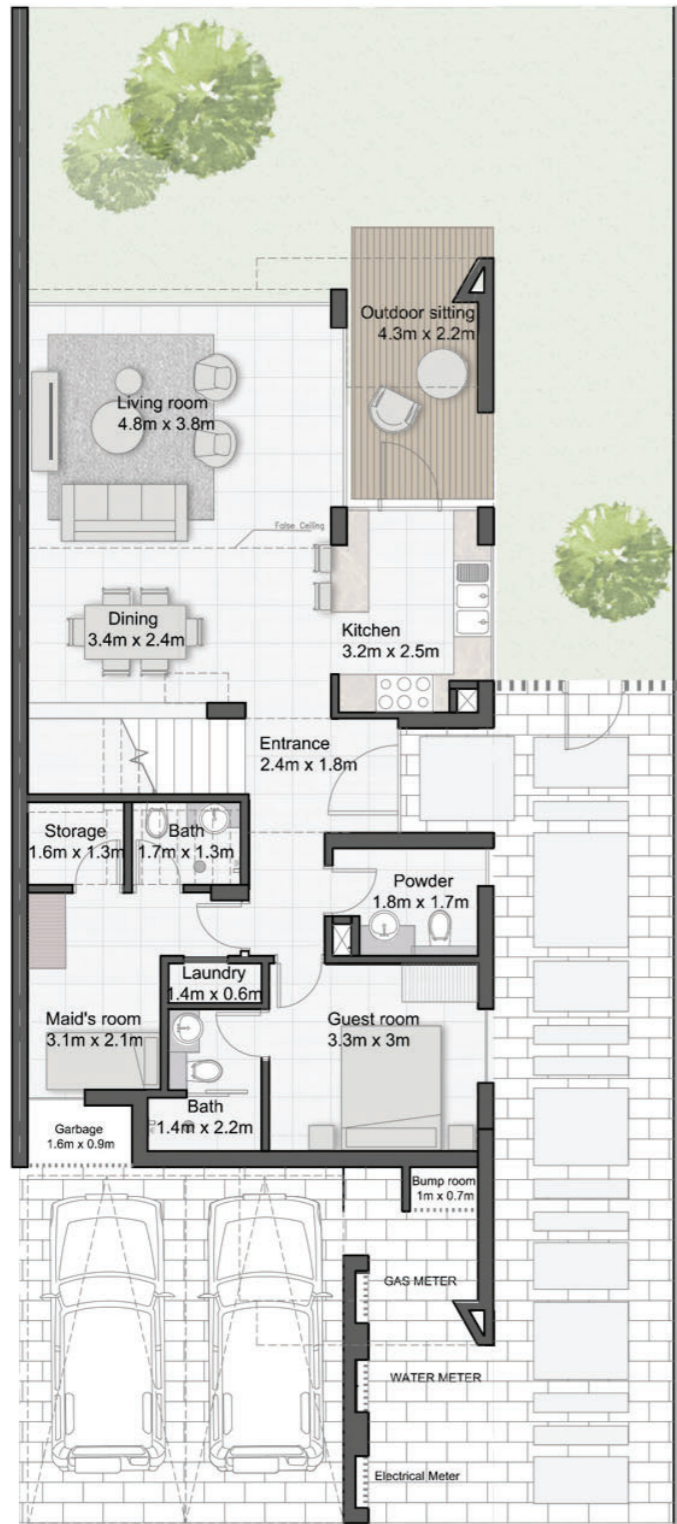 Outdoor sitting
4.3m x 2.2m
Living room
4.8m x 3.8m
False Ceiling
Dining
3.4m x 2.4m
Kitchen
3.2m x 2.5m
Entrance
2.4m x 1.8m
Storage
1.6m x 1.3m
Bath
1.7m x 1.3m
Powder
1.8m x 1.7m
Laundry
1.4m x 0.6m
Maid's room
3.1m x 2.1m
Guest room
3.3m x 3m
Bath
1.4m x 2.2m
Garbage
1.6m x 0.9m
Bump room
1m x 0.7m
GAS METER
WATER METER
Electrical Meter